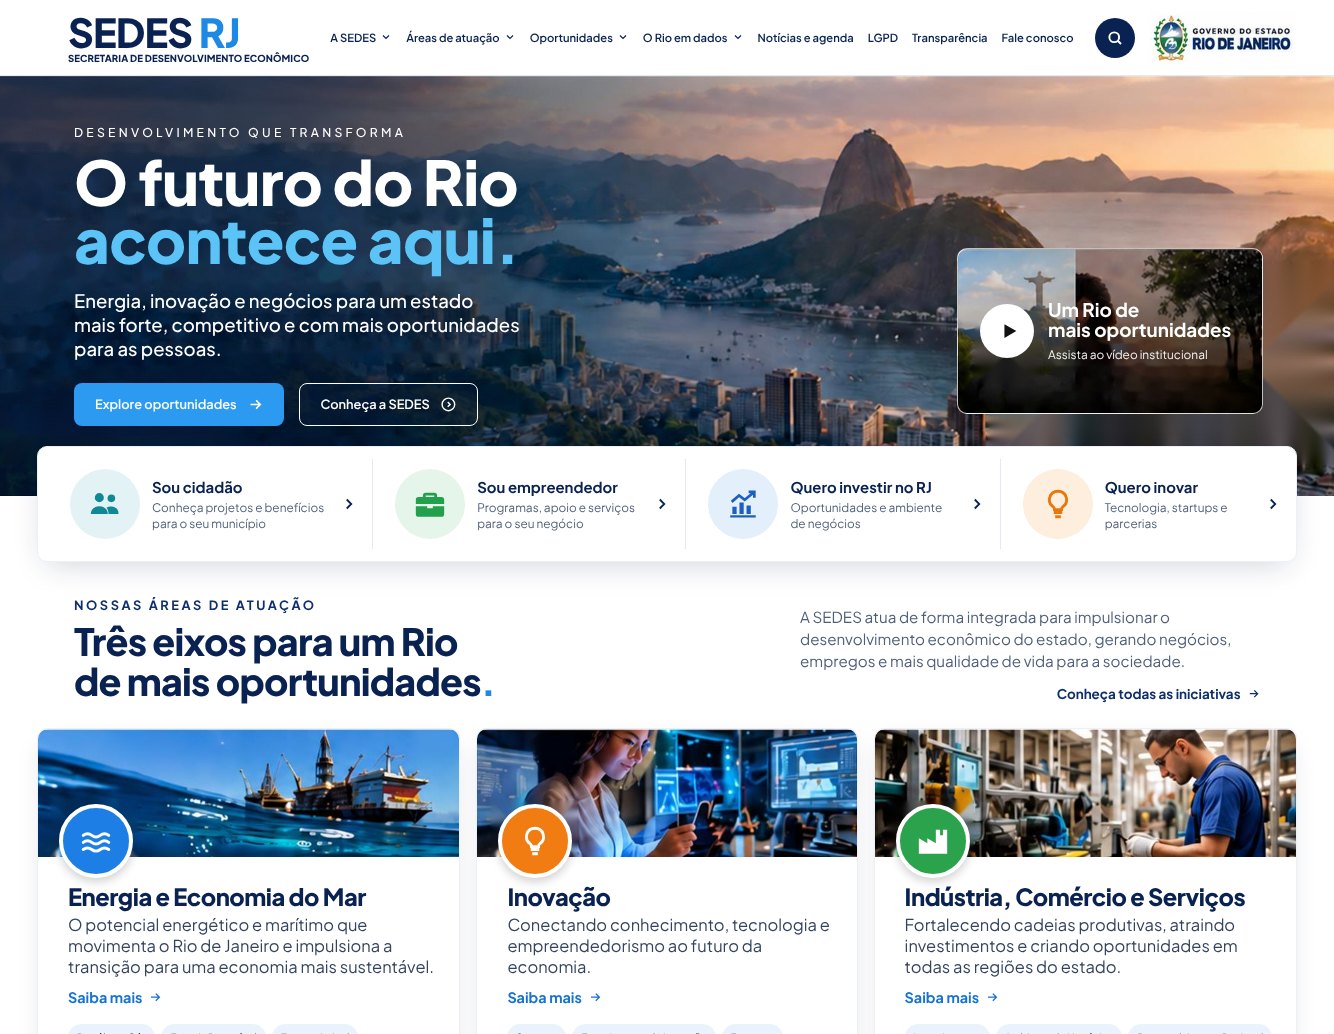 SEDES RJ
SECRETARIA DE DESENVOLVIMENTO ECONÔMICO
A SEDES
Áreas de atuação
Oportunidades
O Rio em dados
Notícias e agenda
LGPD
Transparência
Fale conosco
GOVERNO DO ESTADO
RIO DE JANEIRO
DESENVOLVIMENTO QUE TRANSFORMA
O futuro do Rio
acontece aqui.
Energia, inovação e negócios para um estado
mais forte, competitivo e com mais oportunidades
para as pessoas.
Explore oportunidades
Conheça a SEDES
Um Rio de
mais oportunidades
Assista ao vídeo institucional
Sou cidadão
Conheça projetos e benefícios
para o seu município
Sou empreendedor
Programas, apoio e serviços
para o seu negócio
Quero investir no RJ
Oportunidades e ambiente
de negócios
Quero inovar
Tecnologia, startups e
parcerias
NOSSAS ÁREAS DE ATUAÇÃO
Três eixos para um Rio
de mais oportunidades.
A SEDES atua de forma integrada para impulsionar o
desenvolvimento econômico do estado, gerando negócios,
empregos e mais qualidade de vida para a sociedade.
Conheça todas as iniciativas
Energia e Economia do Mar
O potencial energético e marítimo que
movimenta o Rio de Janeiro e impulsiona a
transição para uma economia mais sustentável.
Saiba mais
Inovação
Conectando conhecimento, tecnologia e
empreendedorismo ao futuro da
economia.
Saiba mais
Indústria, Comércio e Serviços
Fortalecendo cadeias produtivas, atraindo
investimentos e criando oportunidades em
todas as regiões do estado.
Saiba mais